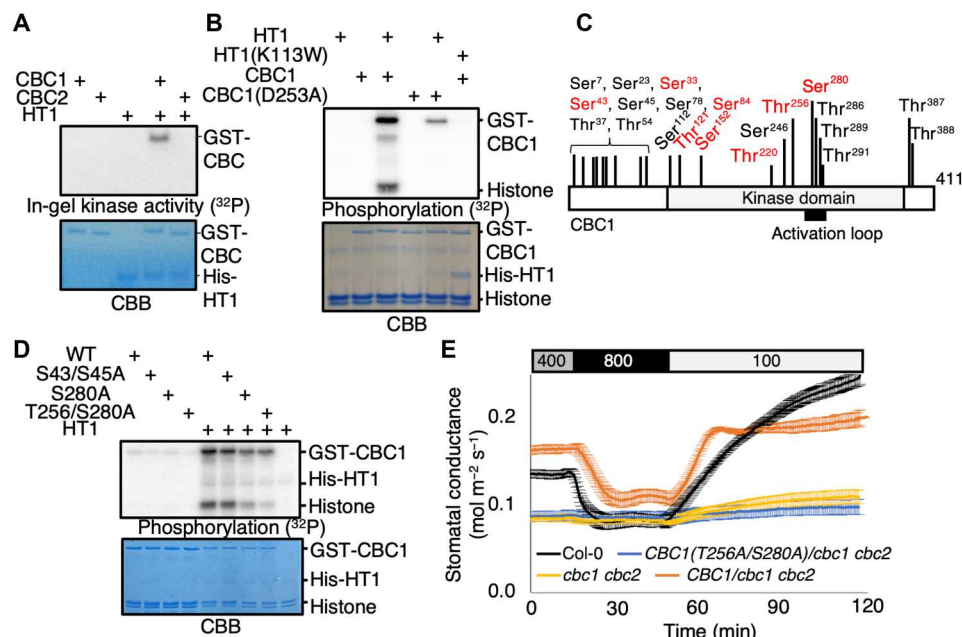 A
CBC1 +   +
CBC2 +   +
HT1 + + +
GST-
CBC
In-gel kinase activity (³²P)
GST-
CBC
His-
HT1
CBB
B
HT1 + + +
HT1(K113W) +
CBC1 + + +
CBC1(D253A) + +
GST-
CBC1
Histone
Phosphorylation (³²P)
GST-
CBC1
His-HT1
Histone
CBB
C
Ser⁷, Ser²³, Ser³³,
Ser⁴³, Ser⁴⁵, Ser⁷⁸, Ser⁸⁴
Thr³⁷, Thr⁵⁴
Ser¹¹²
Thr¹²¹
Ser¹⁵²
Thr²²⁰
Ser²⁴⁶
Thr²⁵⁶
Ser²⁸⁰
Thr²⁸⁶
Thr²⁸⁹
Thr²⁹¹
Thr³⁸⁷
Thr³⁸⁸
411
Kinase domain
CBC1
Activation loop
D
WT + +
S43/S45A + +
S280A + +
T256/S280A + +
HT1 + + + + +
GST-CBC1
His-HT1
Histone
Phosphorylation (³²P)
GST-CBC1
His-HT1
Histone
CBB
E
400 800 100
Stomatal conductance
(mol m⁻² s⁻¹)
0.2
0.1
0.0
Col-0 CBC1(T256A/S280A)/cbc1 cbc2
cbc1 cbc2 CBC1/cbc1 cbc2
0 30 60 90 120
Time (min)